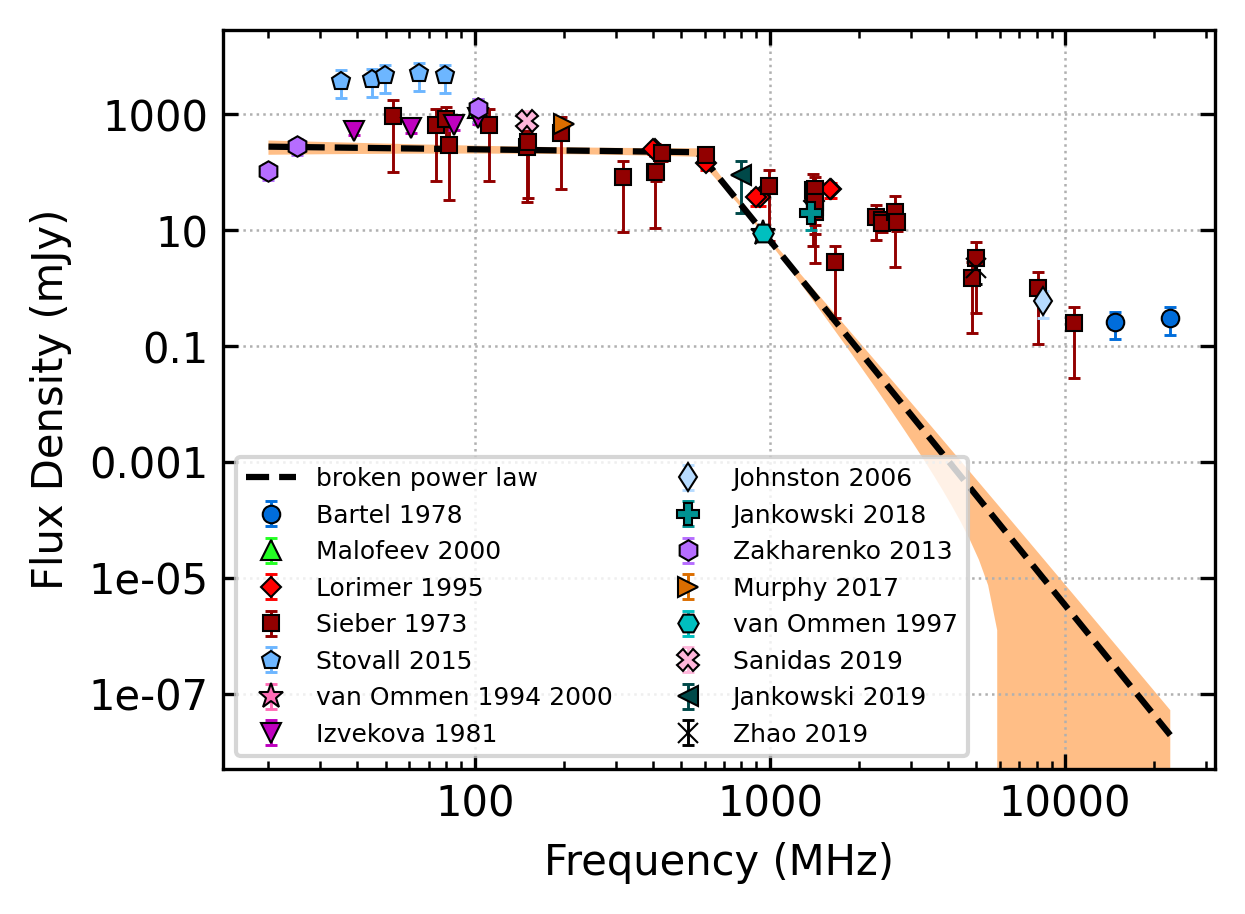 Flux Density (mJy)
1000
10
0.1
0.001
1e-05
1e-07
broken power law
Bartel 1978
Malofeev 2000
Lorimer 1995
Sieber 1973
Stovall 2015
van Ommen 1994 2000
Izvekova 1981
Johnston 2006
Jankowski 2018
Zakharenko 2013
Murphy 2017
van Ommen 1997
Sanidas 2019
Jankowski 2019
Zhao 2019
100
1000
10000
Frequency (MHz)